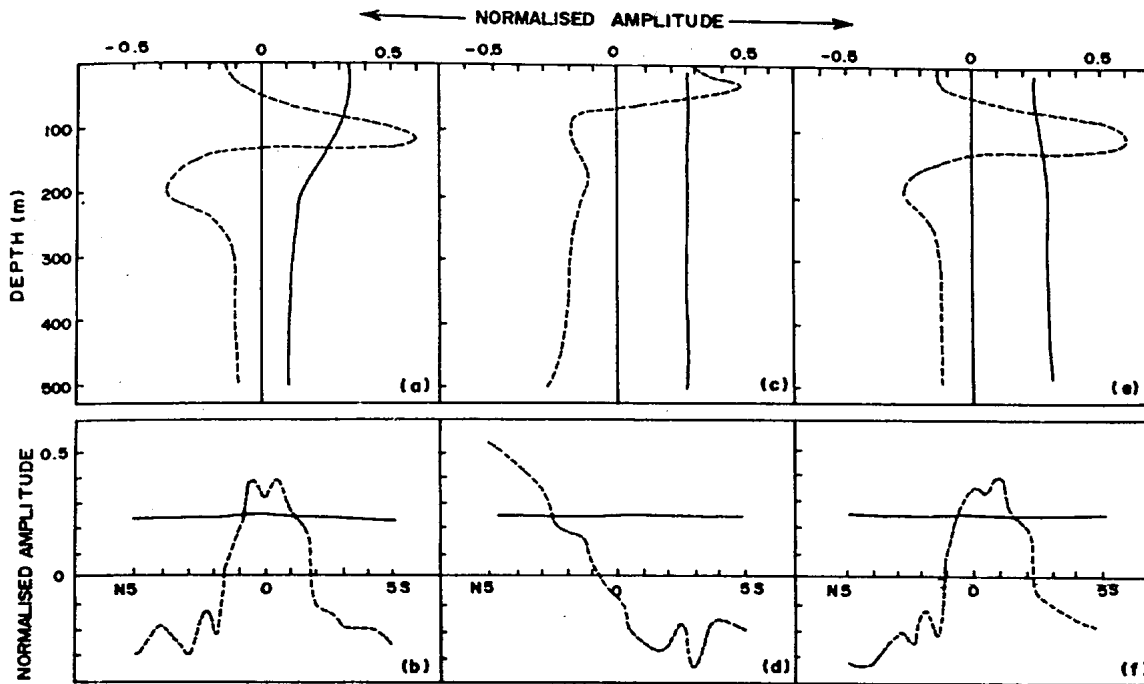 NORMALISED AMPLITUDE
-0.5 0 0.5 -0.5 0 0.5 -0.5 0 0.5
DEPTH (m)
100
200
300
400
500
(a) (c) (e)
NORMALISED AMPLITUDE
0.5
0
N5 0 5S N5 0 5S N5 0 5S
(b) (d) (f)